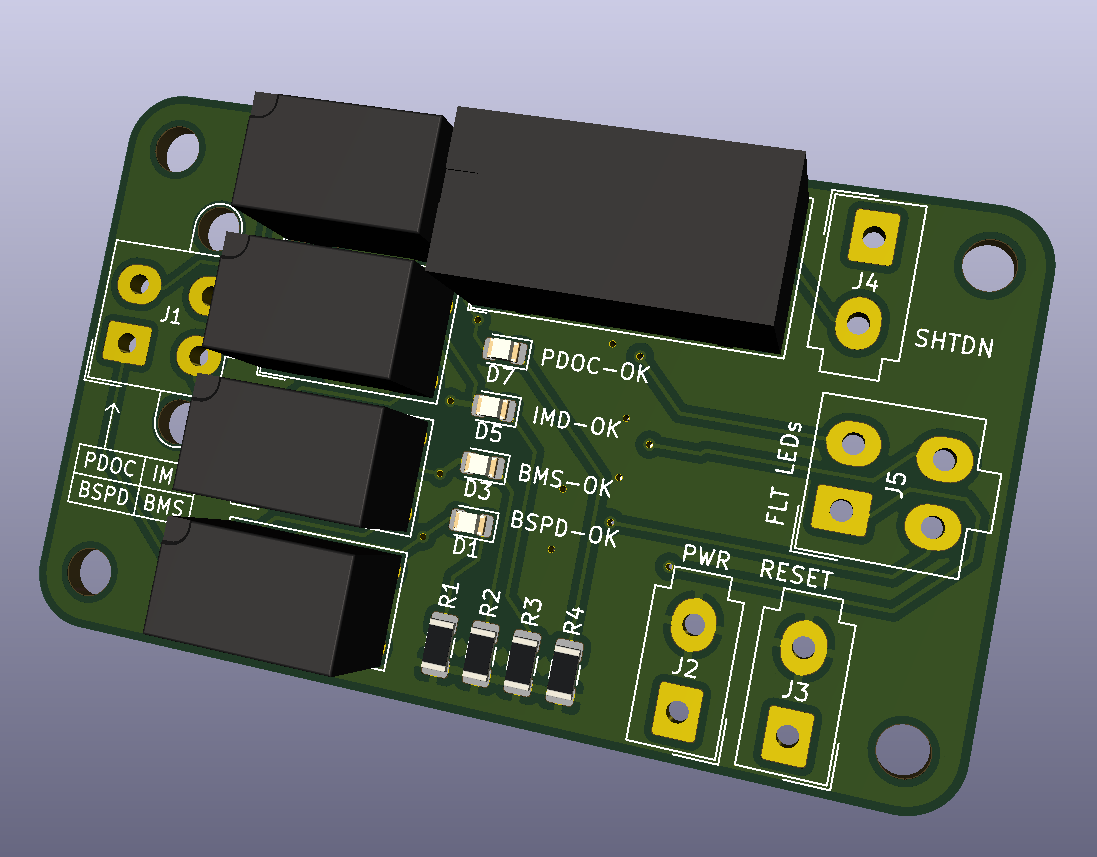 J4
SHTDN
J1
D7
PDOC-OK
D5
IMD-OK
D3
BMS-OK
D1
BSPD-OK
FLT LEDs
J5
PDOC
BSPD
BMS
PWR
RESET
R1
R2
R3
R4
J2
J3